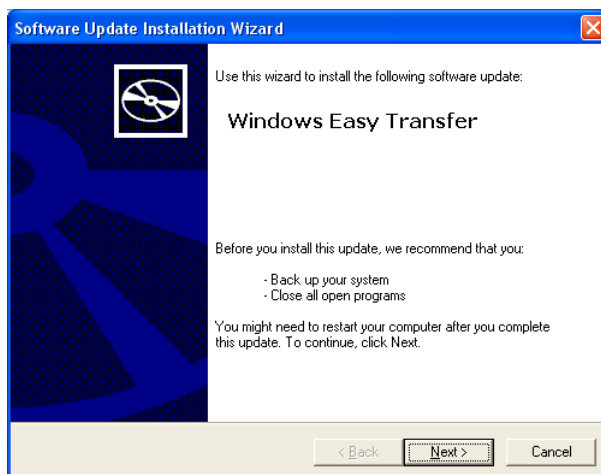 Software Update Installation Wizard
Use this wizard to install the following software update:
Windows Easy Transfer
Before you install this update, we recommend that you:
- Back up your system
- Close all open programs
You might need to restart your computer after you complete
this update. To continue, click Next.
< Back
Next >
Cancel